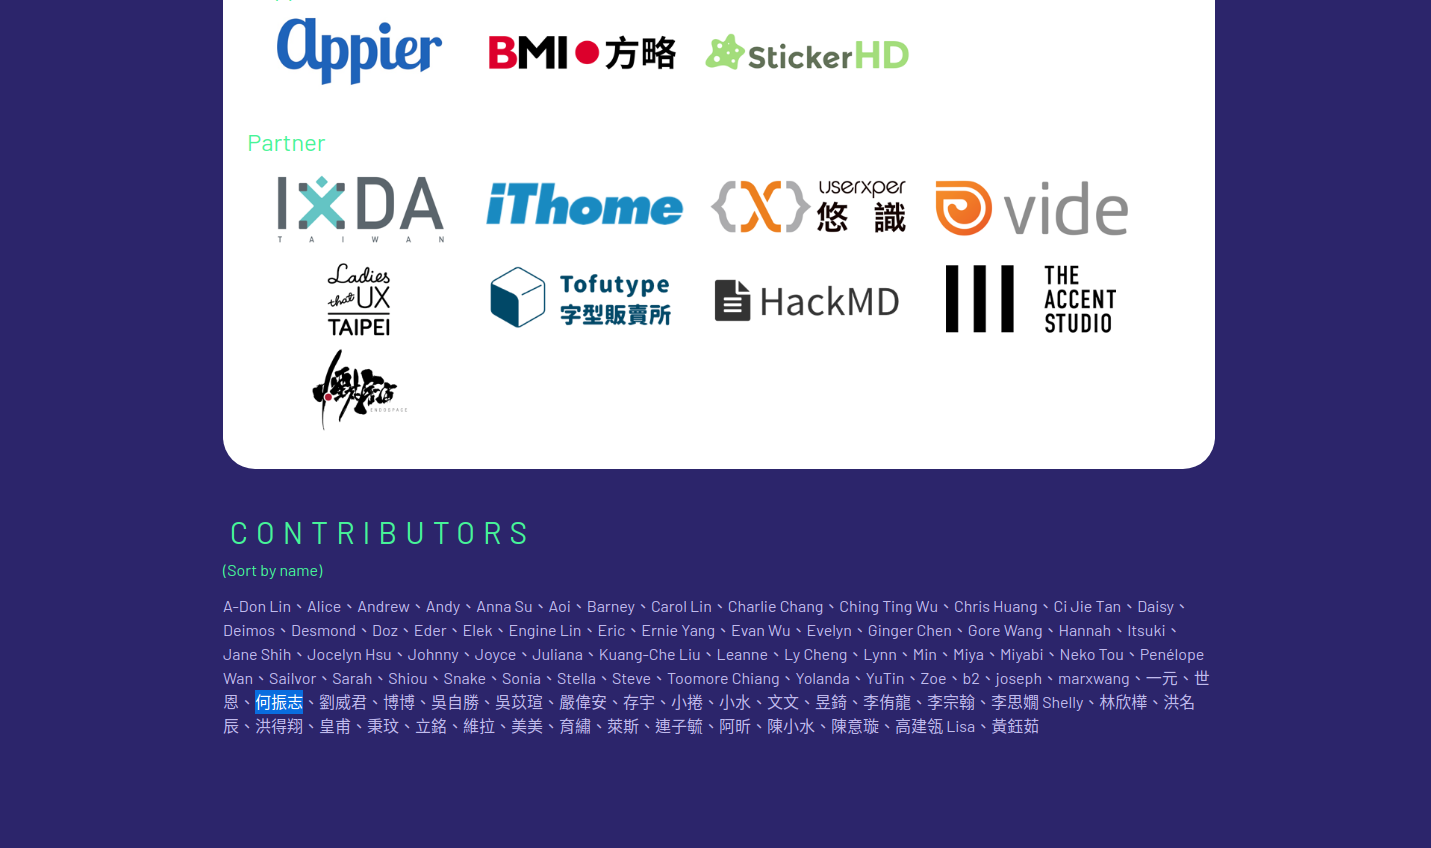 Appier BMI 方略 StickerHD
Partner
IXDA iThome userxper vide
TAIWAN 悠識
Ladies that UX TAIPEI Tofutype 字型販賣所 HackMD THE ACCENT STUDIO
CONTRIBUTORS
(Sort by name)
A-Don Lin、Alice、Andrew、Andy、Anna Su、Aoi、Barney、Carol Lin、Charlie Chang、Ching Ting Wu、Chris Huang、Ci Jie Tan、Daisy、
Deimos、Desmond、Doz、Eder、Elek、Engine Lin、Eric、Ernie Yang、Evan Wu、Evelyn、Ginger Chen、Gore Wang、Hannah、Itsuki、
Jane Shih、Jocelyn Hsu、Johnny、Joyce、Juliana、Kuang-Che Liu、Leanne、Ly Cheng、Lynn、Min、Miya、Miyabi、Neko Tou、Penélope
Wan、Sailvor、Sarah、Shiou、Snake、Sonia、Stella、Steve、Toomore Chiang、Yolanda、YuTin、Zoe、b2、joseph、marxwang、一元、世
恩、何振志、劉威君、博博、吳自勝、吳苡瑄、嚴偉安、存宇、小捲、小水、文文、昱錡、李侑龍、李宗翰、李思嫺 Shelly、林欣樺、洪名
辰、洪得翔、皇甫、秉玟、立銘、維拉、美美、育繡、萊斯、連子毓、阿昕、陳小水、陳意璇、高建瓴 Lisa、黃鈺茹